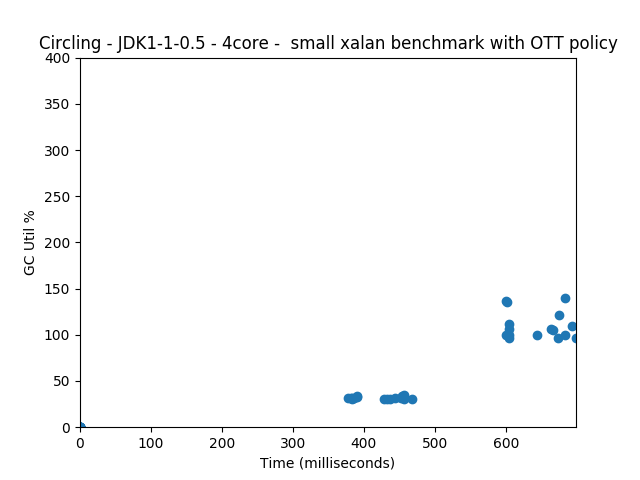 Circling - JDK1-1-0.5 - 4core -  small xalan benchmark with OTT policy
400
350
300
250
200
150
100
50
0
GC Util %
0 100 200 300 400 500 600
Time (milliseconds)